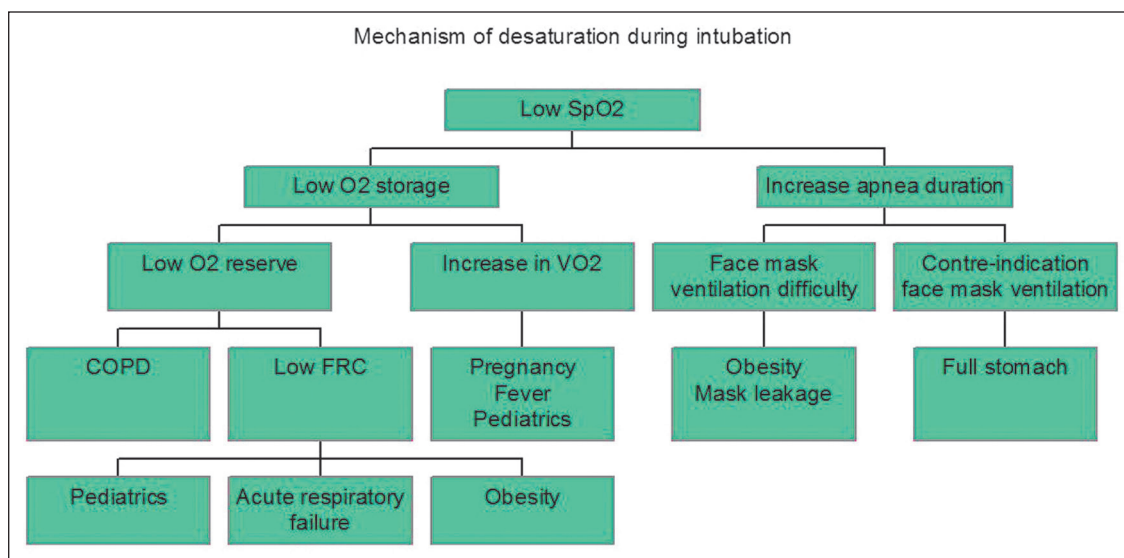 Mechanism of desaturation during intubation
Low SpO2
Low O2 storage
Increase apnea duration
Low O2 reserve
Increase in VO2
Face mask
ventilation difficulty
Contre-indication
face mask ventilation
COPD
Low FRC
Pregnancy
Fever
Pediatrics
Obesity
Mask leakage
Full stomach
Pediatrics
Acute respiratory
failure
Obesity